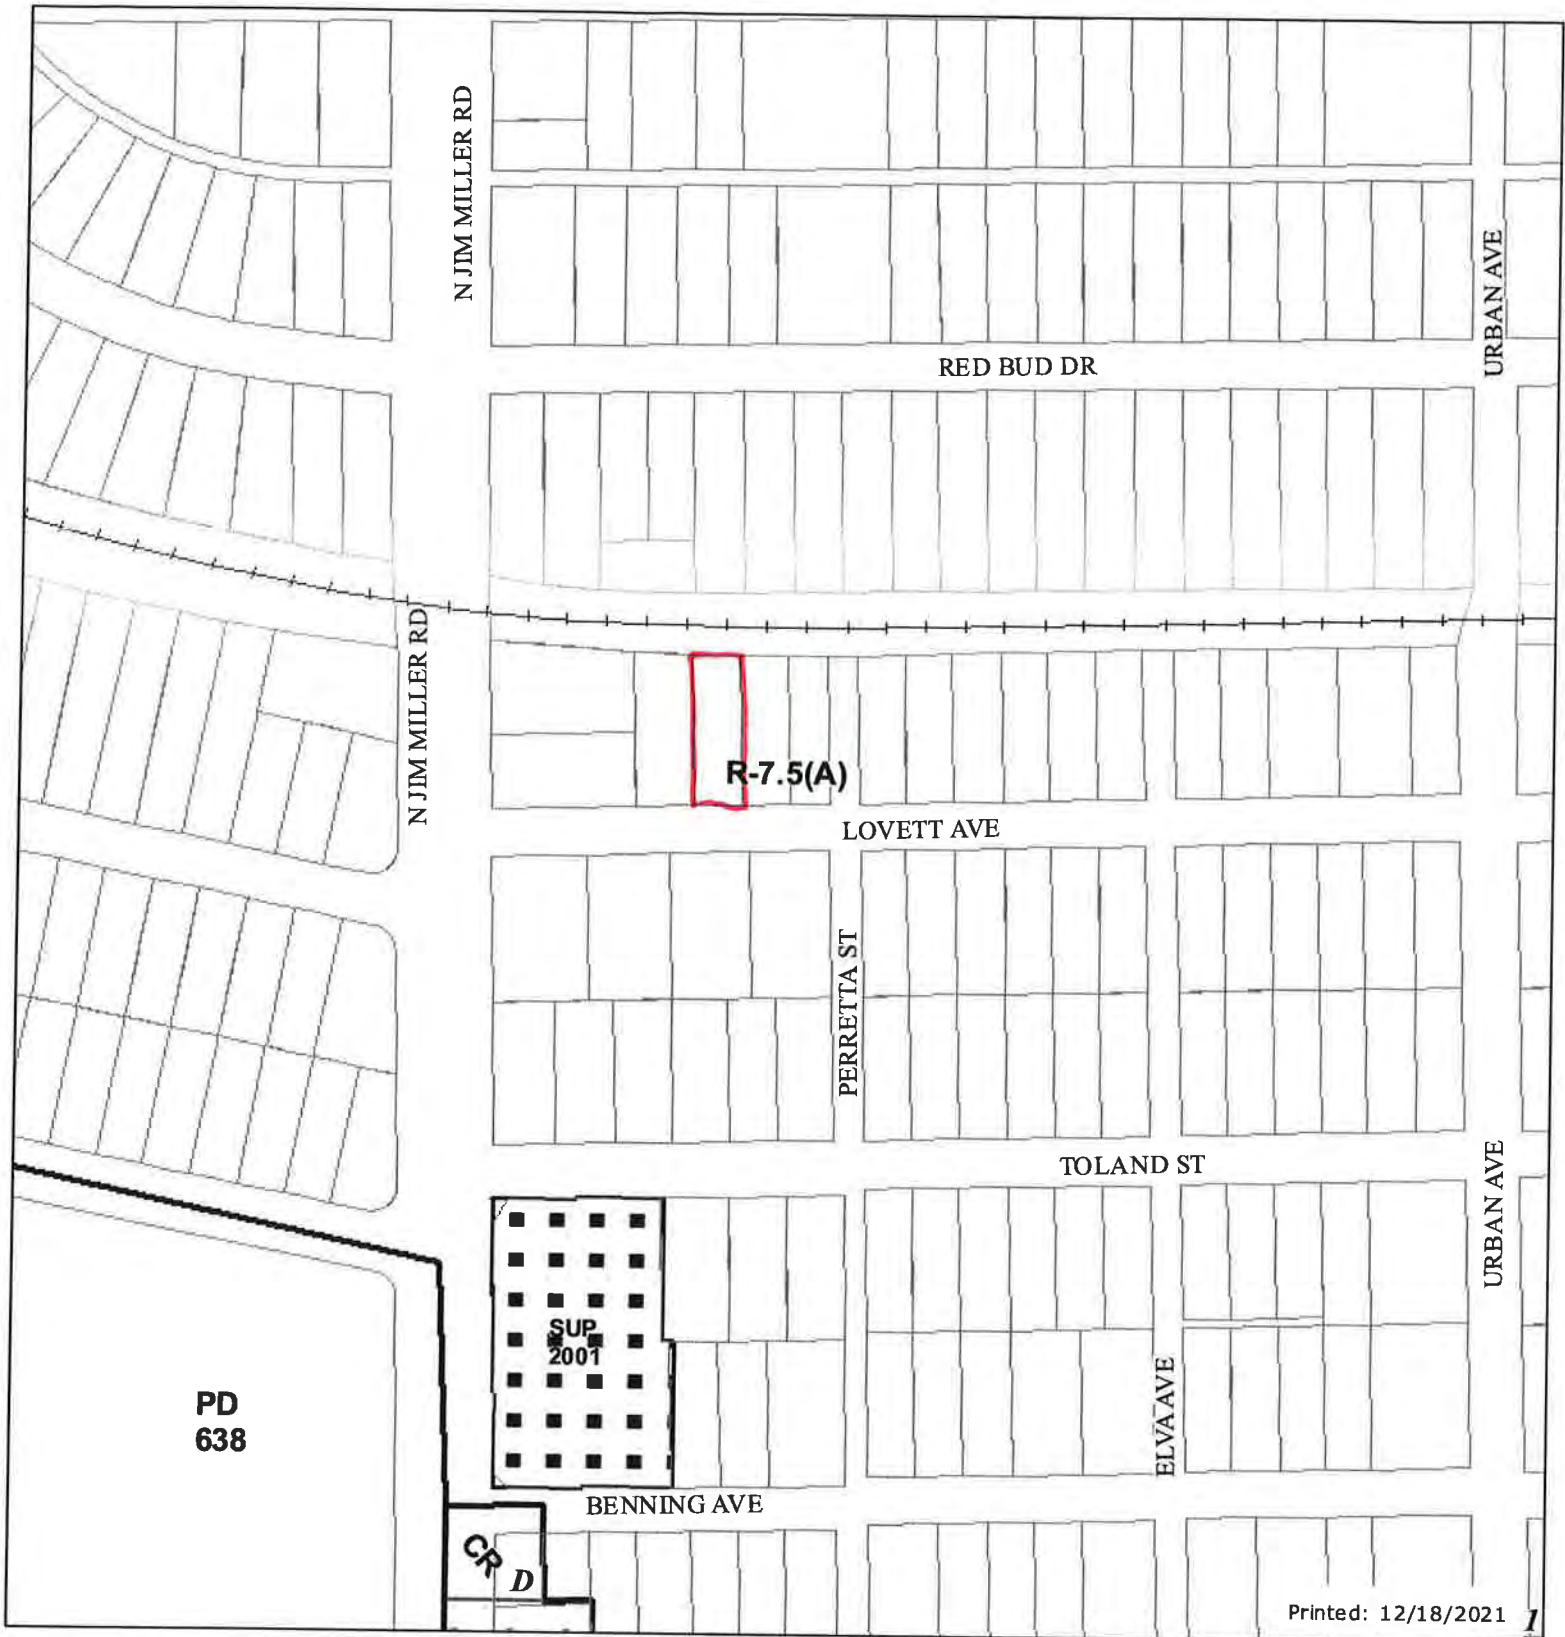 N JIM MILLER RD
URBAN AVE
RED BUD DR
N JIM MILLER RD
R-7.5(A)
LOVETT AVE
PERRETTA ST
TOLAND ST
URBAN AVE
SUP
2001
ELVA AVE
PD
638
BENNING AVE
CR
D
Printed: 12/18/2021
1